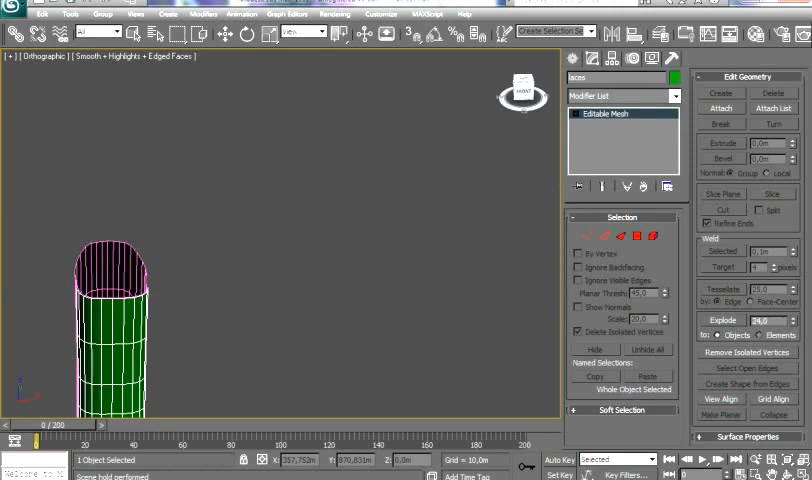 Edit Tools Group Views Create Modifiers Animation Graph Editors Rendering Customize MAXScript Help
All View Create Selection Se
[ + ] [ Orthographic ] [ Smooth + Highlights + Edged Faces ]
FRONT
laces
Modifier List
Editable Mesh
Selection
By Vertex
Ignore Backfacing
Ignore Visible Edges
Planar Thresh: 45,0
Show Normals
Scale: 20,0
Delete Isolated Vertices
Hide Unhide All
Named Selections:
Copy Paste
Whole Object Selected
Soft Selection
Edit Geometry
Create Delete
Attach Attach List
Break Turn
Extrude 0,0m
Bevel 0,0m
Normal: Group Local
Slice Plane Slice
Cut Split
Refine Ends
Weld
Selected 0,1m
Target 4 pixels
Tessellate 25,0
by: Edge Face-Center
Explode 24,0
to: Objects Elements
Remove Isolated Vertices
Select Open Edges
Create Shape from Edges
View Align Grid Align
Make Planar Collapse
Surface Properties
0 / 200
0 20 40 60 80 100 120 140 160 180 200
1 Object Selected X: 357,752m Y: 870,831m Z: 0,0m Grid = 10,0m Auto Key Selected
Welcome to M Scene hold performed Add Time Tag Set Key Key Filters... 0